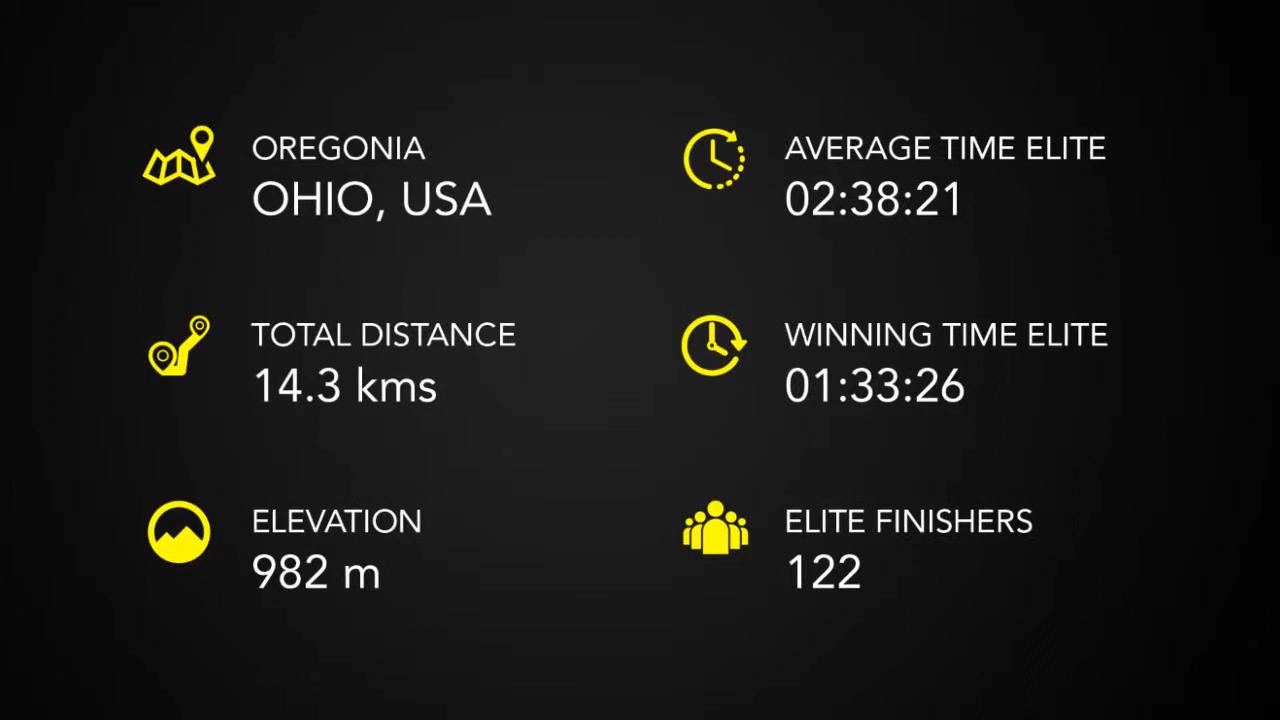 OREGONIA
OHIO, USA
TOTAL DISTANCE
14.3 kms
ELEVATION
982 m
AVERAGE TIME ELITE
02:38:21
WINNING TIME ELITE
01:33:26
ELITE FINISHERS
122